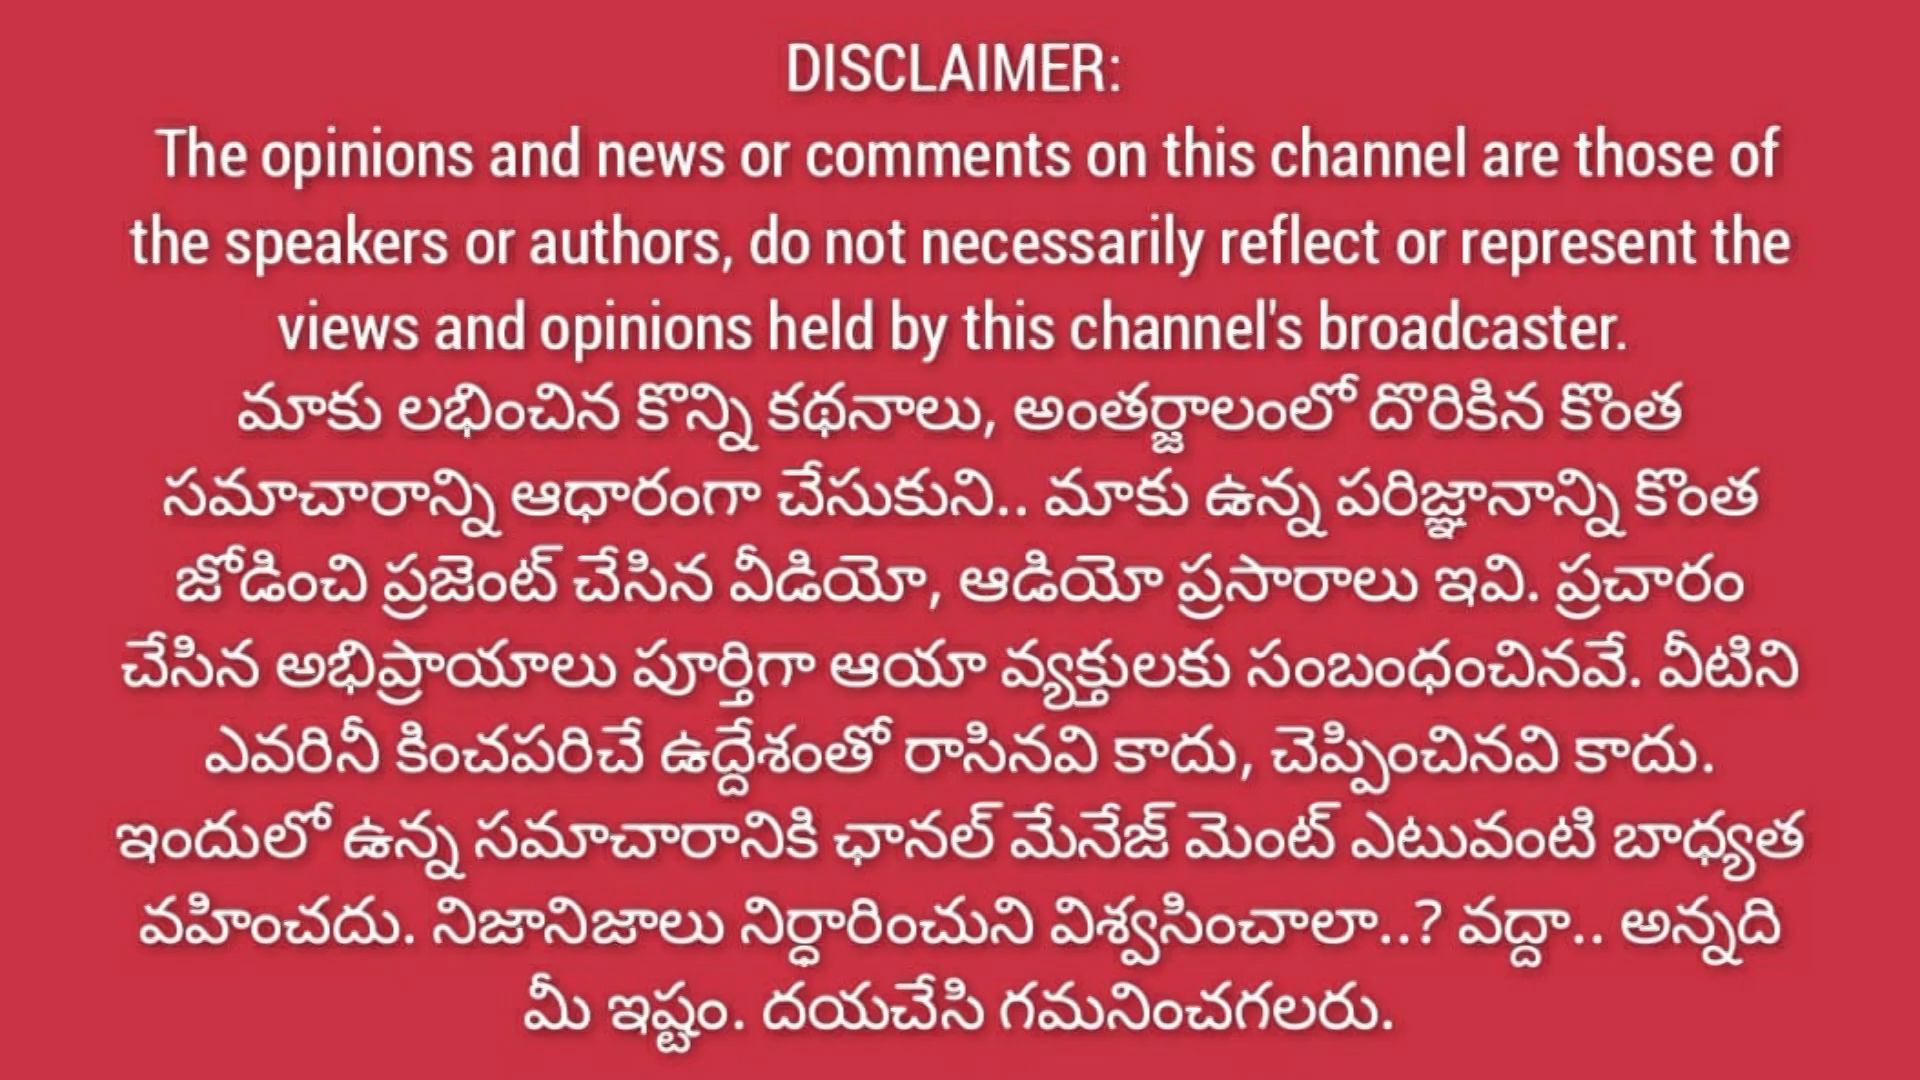 DISCLAIMER:
The opinions and news or comments on this channel are those of
the speakers or authors, do not necessarily reflect or represent the
views and opinions held by this channel's broadcaster.
మాకు లభించిన కొన్ని కథనాలు, అంతర్జాలంలో దొరికిన కొంత
సమాచారాన్ని ఆధారంగా చేసుకుని.. మాకు ఉన్న పరిజ్ఞానాన్ని కొంత
జోడించి ప్రజెంట్ చేసిన వీడియో, ఆడియో ప్రసారాలు ఇవి. ప్రచారం
చేసిన అభిప్రాయాలు పూర్తిగా ఆయా వ్యక్తులకు సంబంధించినవే. వీటిని
ఎవరినీ కించపరిచే ఉద్దేశంతో రాసినవి కాదు, చెప్పించినవి కాదు.
ఇందులో ఉన్న సమాచారానికి ఛానల్ మేనేజ్ మెంట్ ఎటువంటి బాధ్యత
వహించదు. నిజానిజాలు నిర్ధారించుని విశ్వసించాలా..? వద్దా.. అన్నది
మీ ఇష్టం. దయచేసి గమనించగలరు.